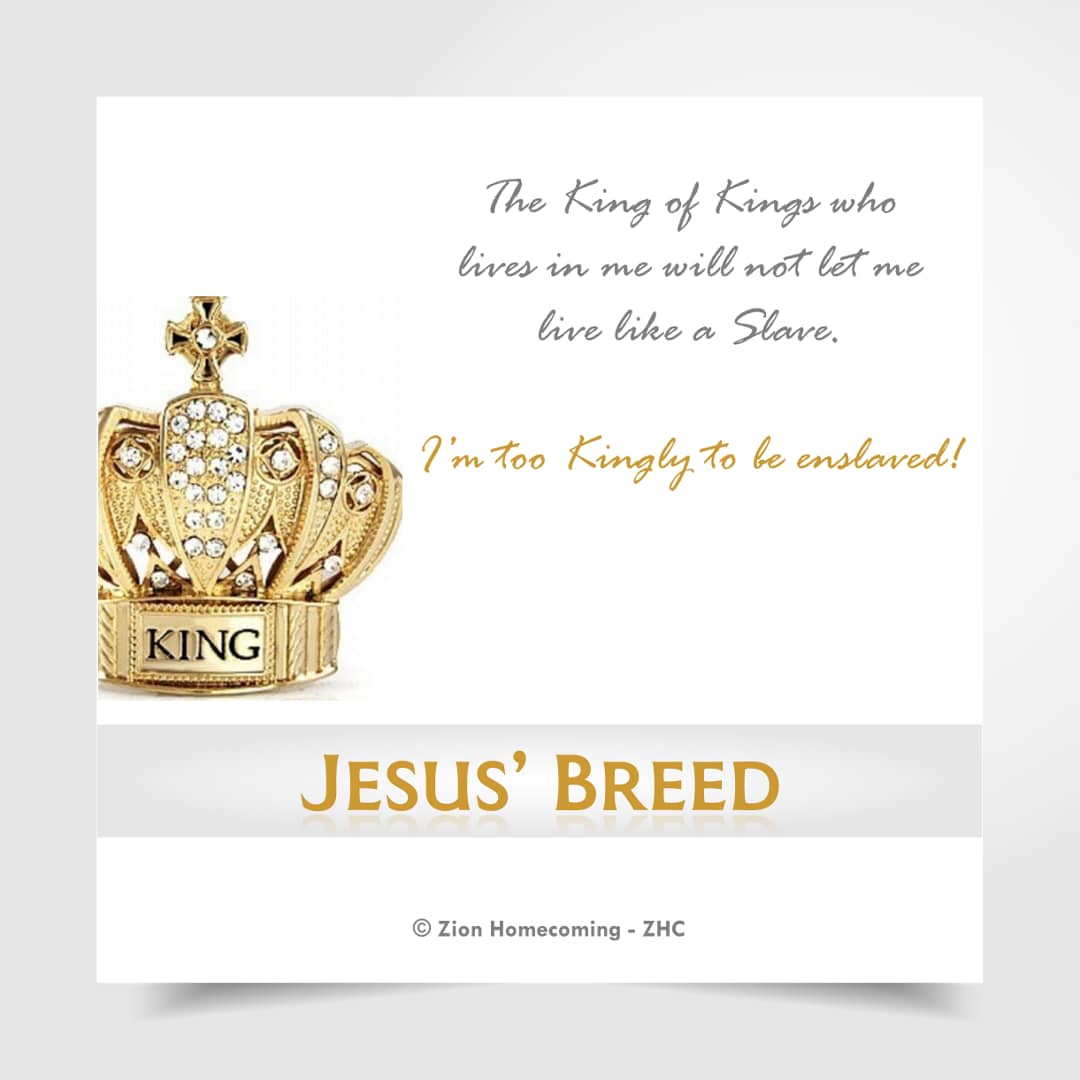 The King of Kings who
lives in me will not let me
live like a Slave.
I'm too Kingly to be enslaved!
KING
JESUS' BREED
© Zion Homecoming - ZHC